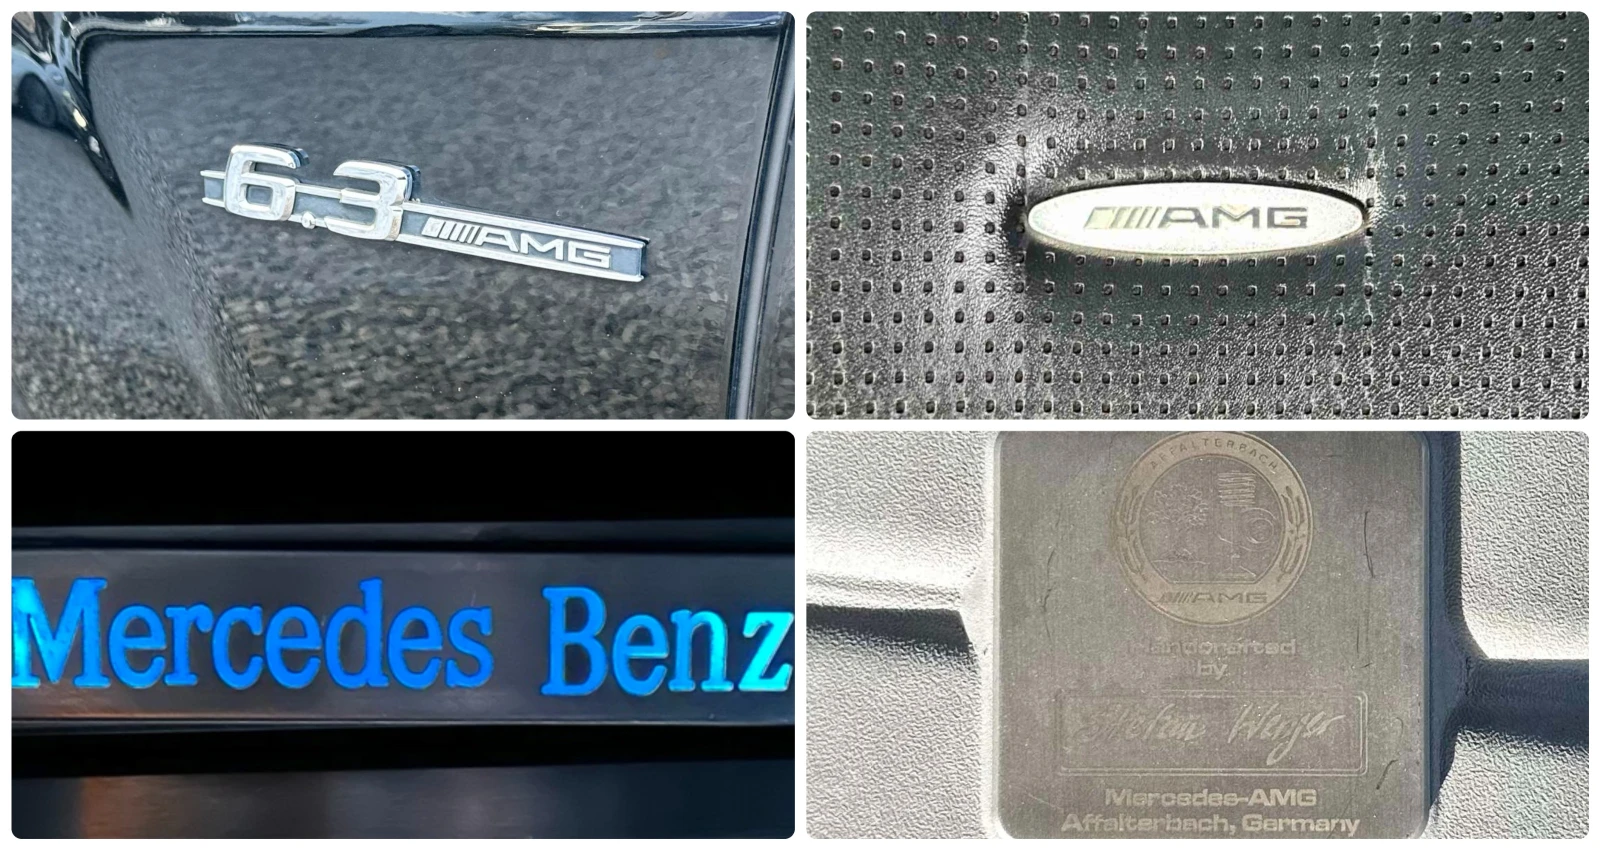 6.3 AMG
AMG
Mercedes Benz
AFFALTERBACH
AMG
Handcrafted
by
Mercedes-AMG
Affalterbach, Germany